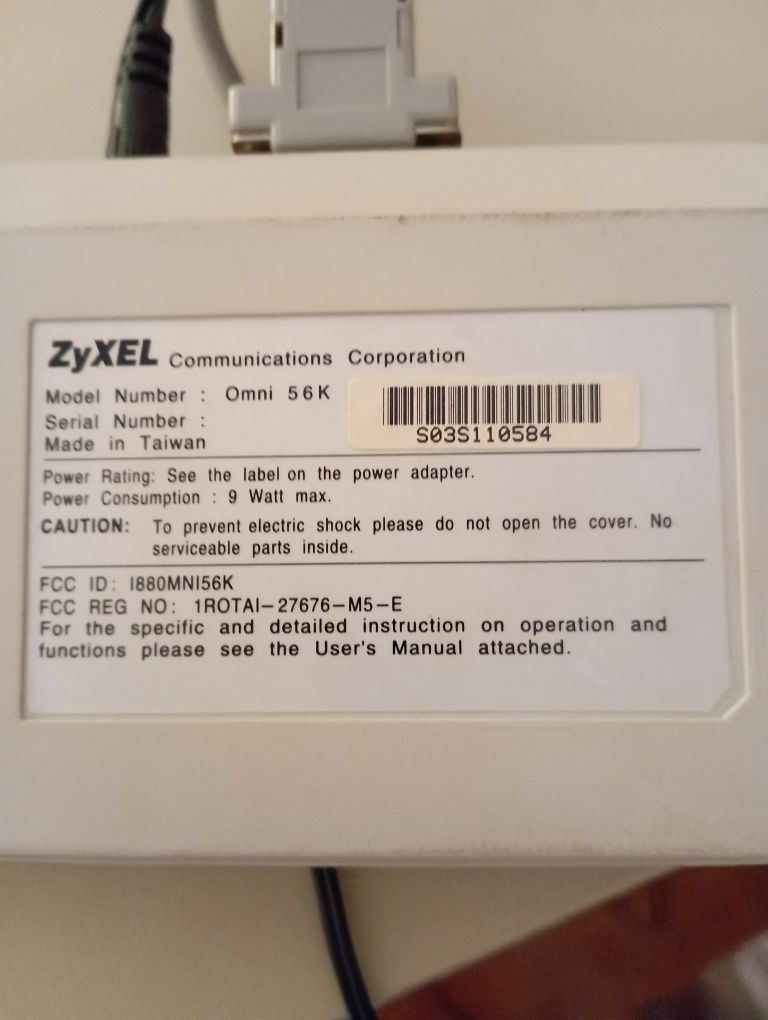 ZyXEL Communications Corporation
Model Number : Omni 56K
Serial Number :
S03S110584
Made in Taiwan
Power Rating: See the label on the power adapter.
Power Consumption : 9 Watt max.
CAUTION: To prevent electric shock please do not open the cover. No
serviceable parts inside.
FCC ID: I880MNI56K
FCC REG NO: 1ROTAI-27676-M5-E
For the specific and detailed instruction on operation and
functions please see the User's Manual attached.